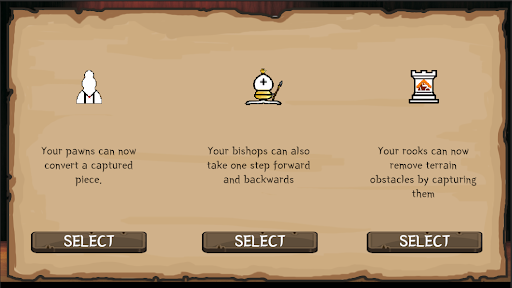 Your pawns can now
convert a captured
piece.
Your bishops can also
take one step forward
and backwards
Your rooks can now
remove terrain
obstacles by capturing
them
SELECT
SELECT
SELECT